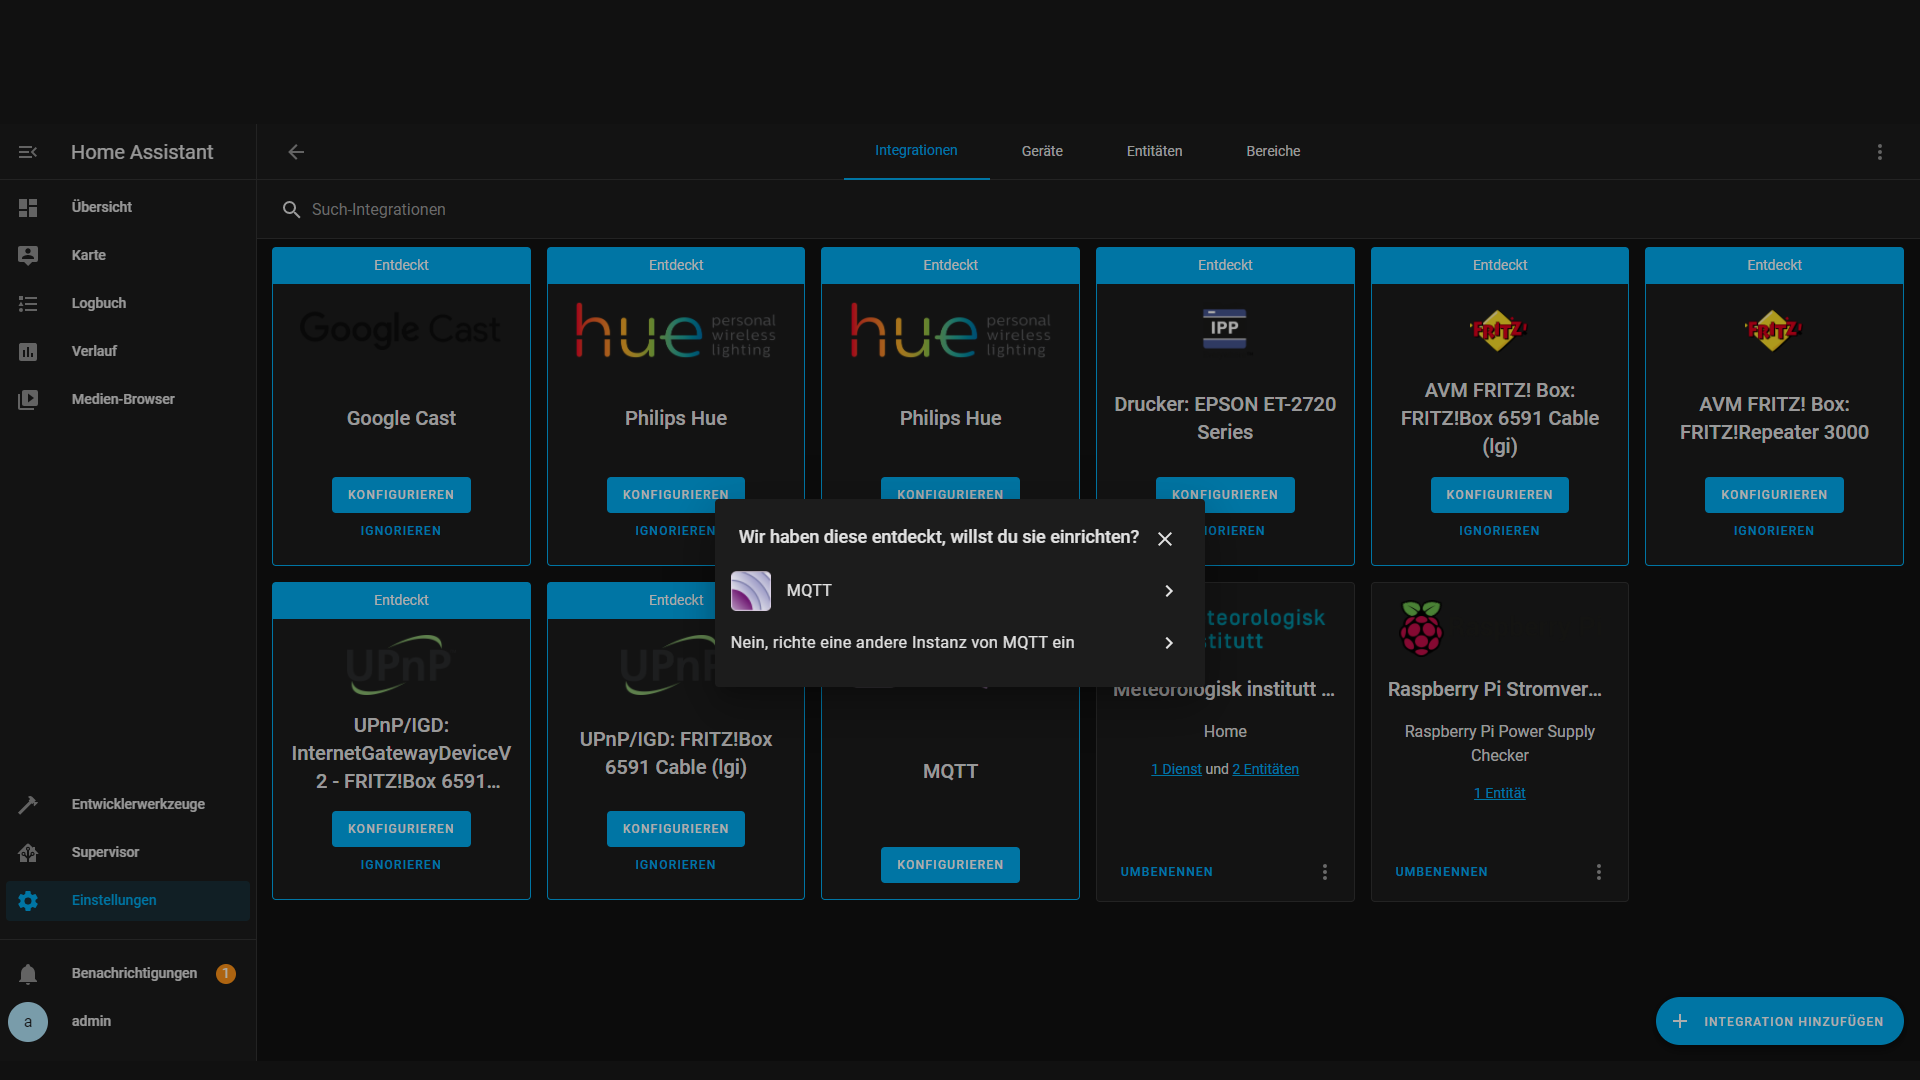 Home Assistant
Integrationen
Geräte
Entitäten
Bereiche
Such-Integrationen
Übersicht
Karte
Logbuch
Verlauf
Medien-Browser
Entwicklerwerkzeuge
Supervisor
Einstellungen
Benachrichtigungen 1
a admin
Entdeckt
Google Cast
Google Cast
KONFIGURIEREN
IGNORIEREN
Entdeckt
hue personal
wireless
lighting
Philips Hue
KONFIGURIEREN
IGNORIEREN
Entdeckt
hue personal
wireless
lighting
Philips Hue
KONFIGURIEREN
Entdeckt
IPP
Drucker: EPSON ET-2720
Series
KONFIGURIEREN
IORIEREN
Entdeckt
FRITZ!
AVM FRITZ! Box:
FRITZ!Box 6591 Cable
(lgi)
KONFIGURIEREN
IGNORIEREN
Entdeckt
FRITZ!
AVM FRITZ! Box:
FRITZ!Repeater 3000
KONFIGURIEREN
IGNORIEREN
Wir haben diese entdeckt, willst du sie einrichten?
MQTT
Nein, richte eine andere Instanz von MQTT ein
Entdeckt
UPnP
UPnP/IGD:
InternetGatewayDeviceV
2 - FRITZ!Box 6591...
KONFIGURIEREN
IGNORIEREN
Entdeckt
UPnP
UPnP/IGD: FRITZ!Box
6591 Cable (lgi)
KONFIGURIEREN
IGNORIEREN
MQTT
KONFIGURIEREN
teorologisk
stitutt
Meteorologisk institutt ...
Home
1 Dienst und 2 Entitäten
UMBENENNEN
Raspberry Pi Stromver...
Raspberry Pi Power Supply
Checker
1 Entität
UMBENENNEN
INTEGRATION HINZUFÜGEN